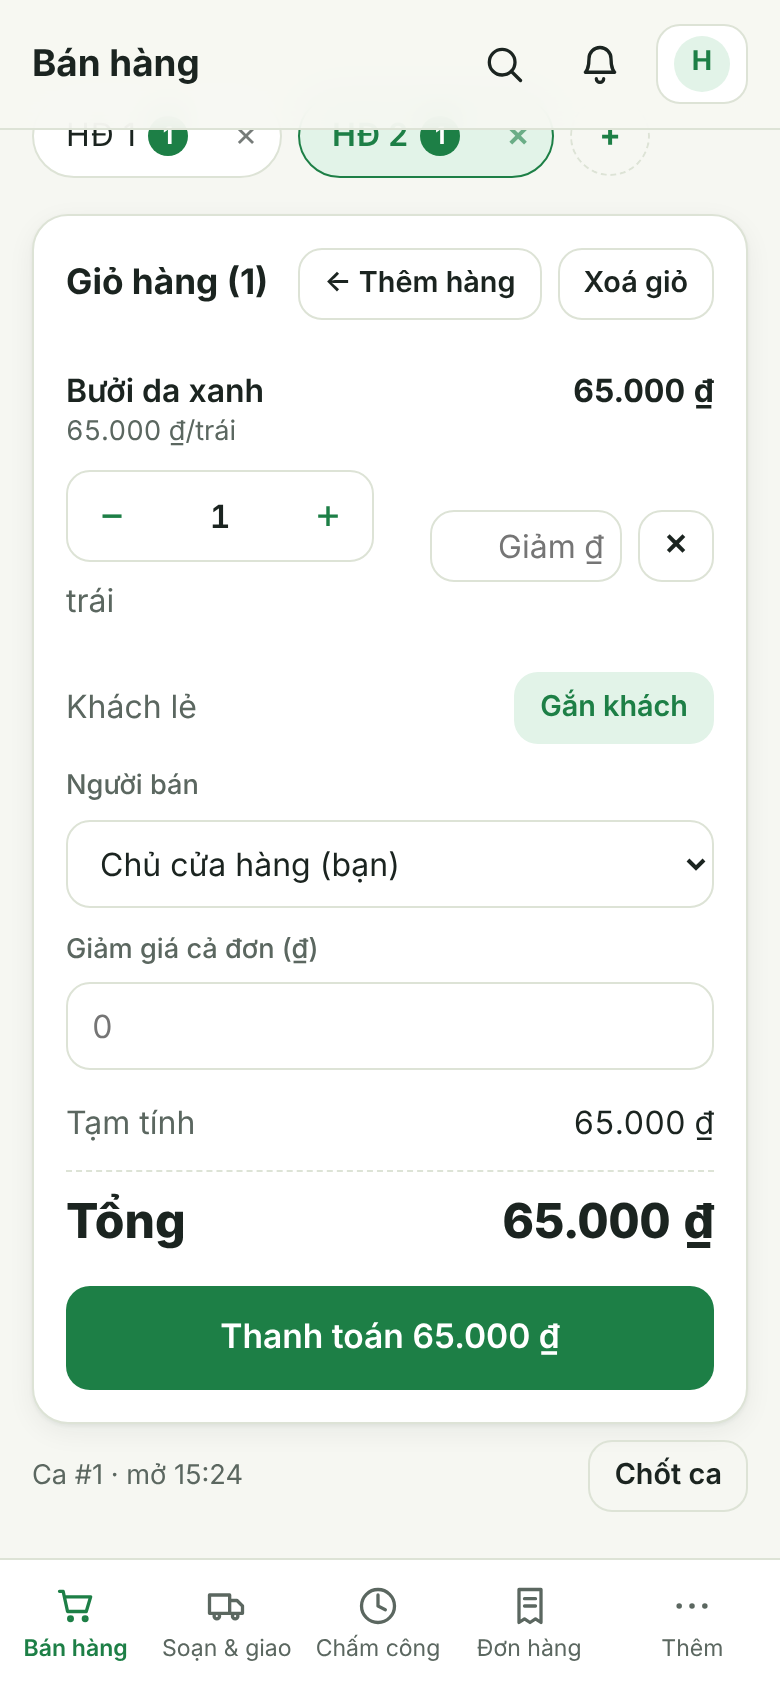 Bán hàng
H
HĐ 1 1 ×
HĐ 2 1 ×
+
Giỏ hàng (1)
← Thêm hàng
Xoá giỏ
Bưởi da xanh
65.000 ₫
65.000 ₫/trái
− 1 +
Giảm ₫
✕
trái
Khách lẻ
Gắn khách
Người bán
Chủ cửa hàng (bạn)
Giảm giá cả đơn (₫)
0
Tạm tính
65.000 ₫
Tổng
65.000 ₫
Thanh toán 65.000 ₫
Ca #1 · mở 15:24
Chốt ca
Bán hàng
Soạn & giao
Chấm công
Đơn hàng
Thêm